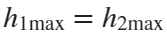 h₁max = h₂max